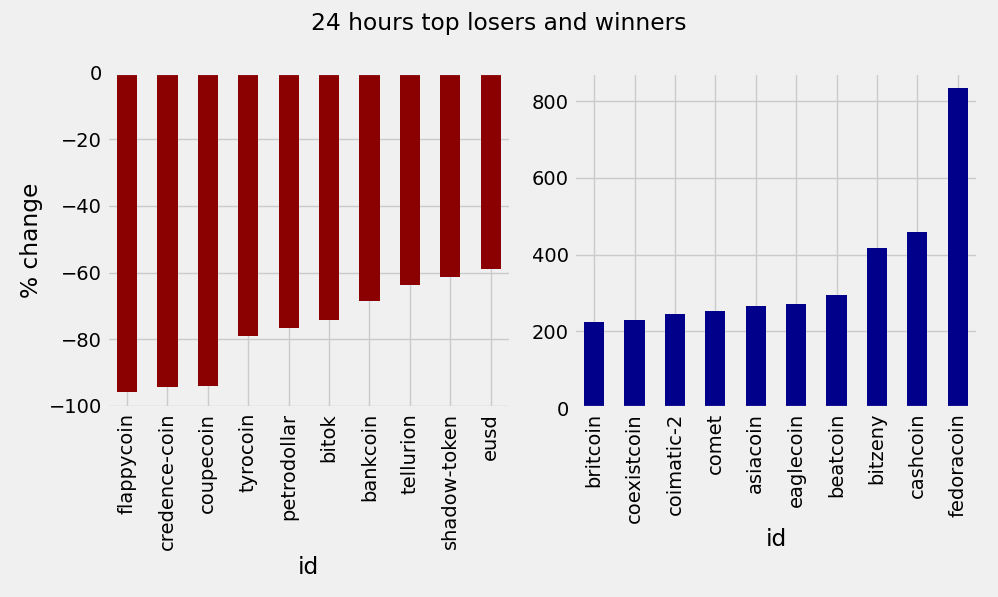 24 hours top losers and winners
% change
0
−20
−40
−60
−80
−100
flappycoin
credence-coin
coupecoin
tyrocoin
petrodollar
bitok
bankcoin
tellurion
shadow-token
eusd
id
800
600
400
200
0
britcoin
coexistcoin
coimatic-2
comet
asiacoin
eaglecoin
beatcoin
bitzeny
cashcoin
fedoracoin
id